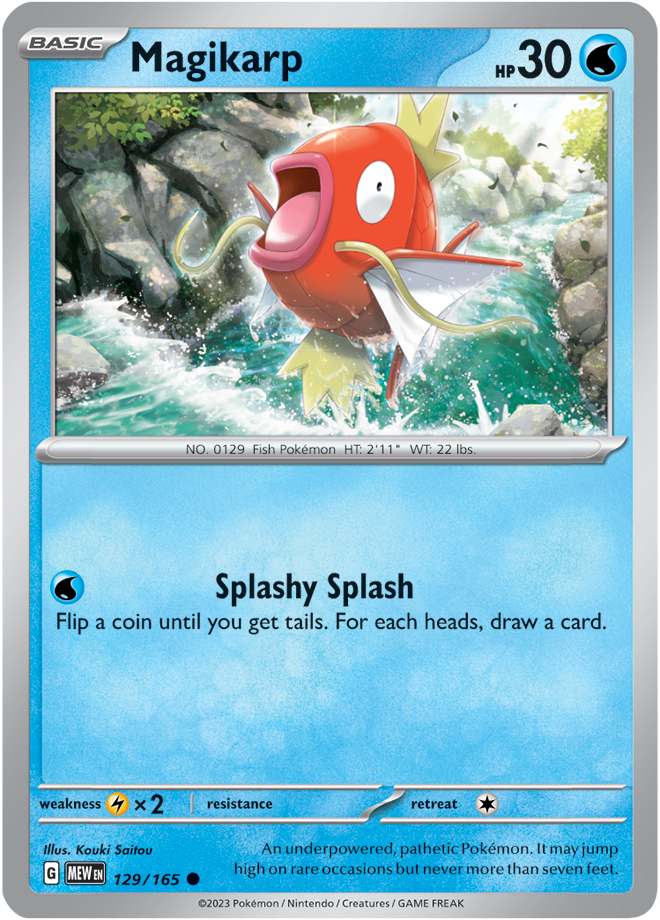 BASIC
Magikarp
HP 30
NO. 0129 Fish Pokémon HT: 2'11" WT: 22 lbs.
Splashy Splash
Flip a coin until you get tails. For each heads, draw a card.
weakness ×2 resistance retreat
Illus. Kouki Saitou
An underpowered, pathetic Pokémon. It may jump
high on rare occasions but never more than seven feet.
G MEW EN 129/165
©2023 Pokémon / Nintendo / Creatures / GAME FREAK